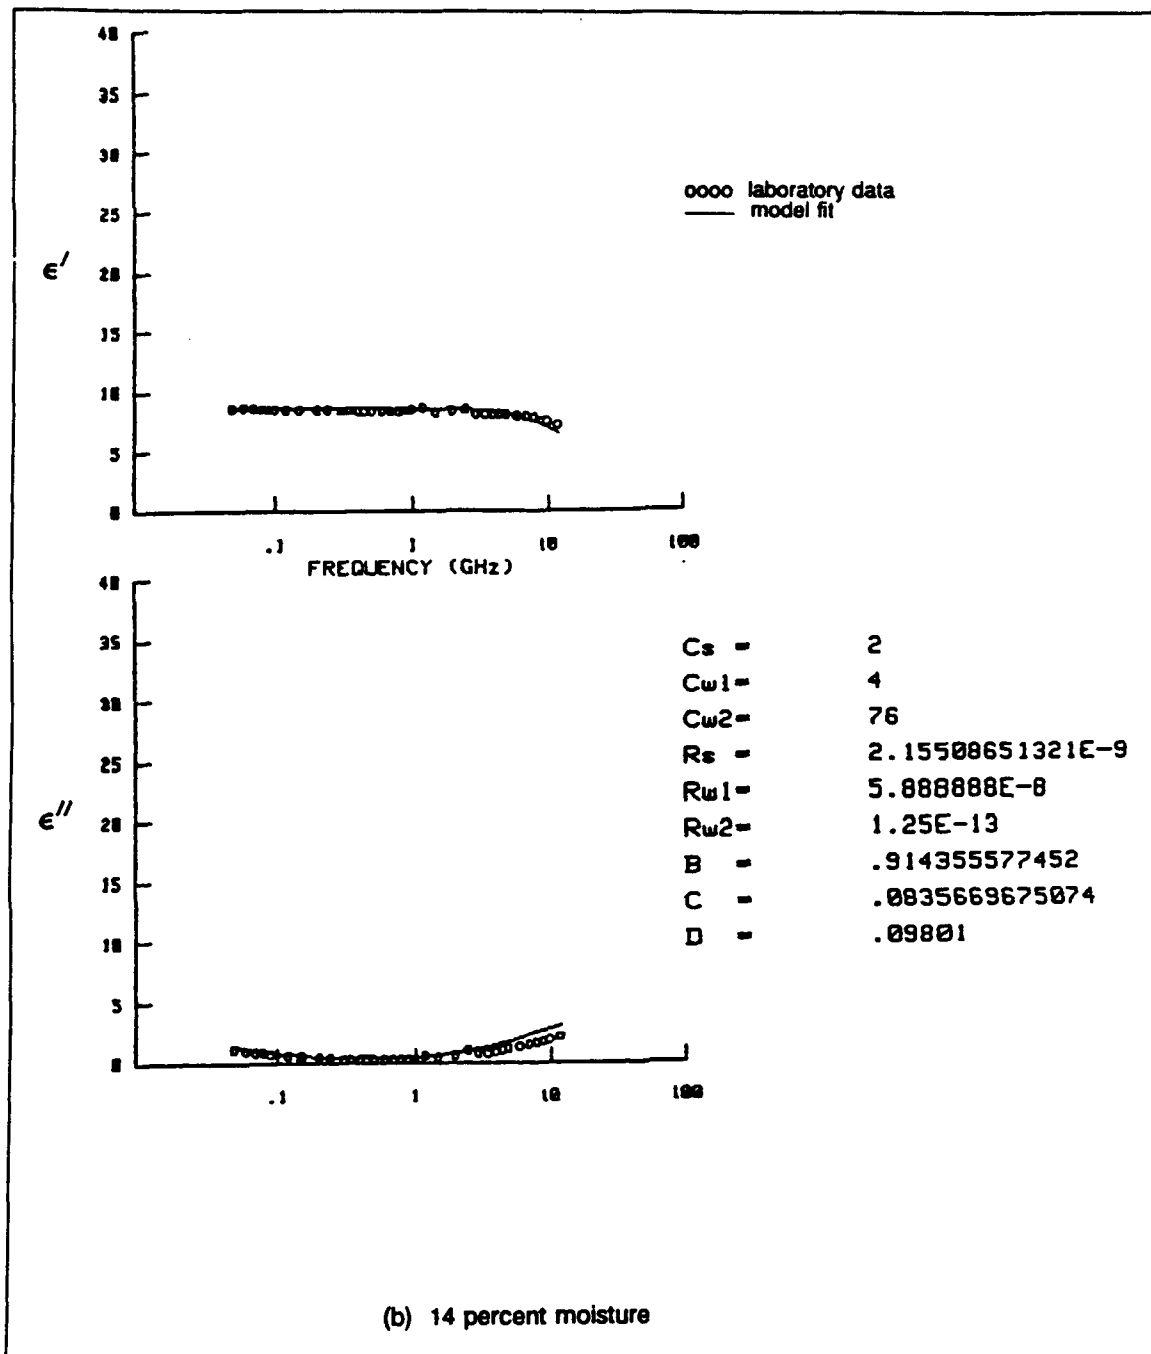 40
35
30
25
20
15
10
5
0
ϵ′
oooo laboratory data
—— model fit
.1 1 10 100
FREQUENCY (GHz)
40
35
30
25
20
15
10
5
0
ϵ″
.1 1 10 100
Cs = 2
Cw1= 4
Cw2= 76
Rs = 2.15508651321E-9
Rw1= 5.888888E-8
Rw2= 1.25E-13
B = .914355577452
C = .0835669675074
D = .09801
(b) 14 percent moisture